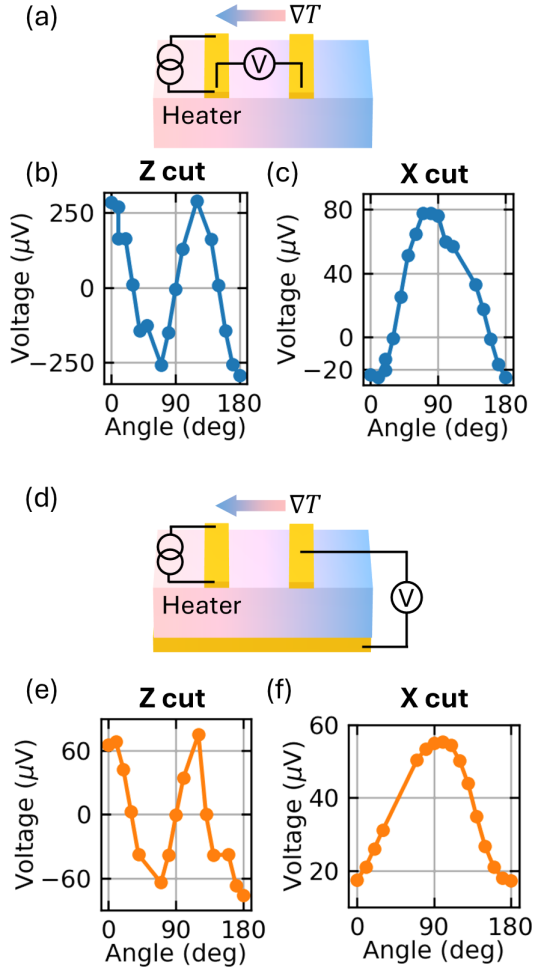 (a)
∇T
V
Heater
(b)
Z cut
(c)
X cut
Voltage (μV)
250
0
−250
0
90
180
Angle (deg)
Voltage (μV)
80
40
0
−20
0
90
180
Angle (deg)
(d)
∇T
V
Heater
(e)
Z cut
(f)
X cut
Voltage (μV)
60
0
−60
0
90
180
Angle (deg)
Voltage (μV)
60
40
20
0
90
180
Angle (deg)